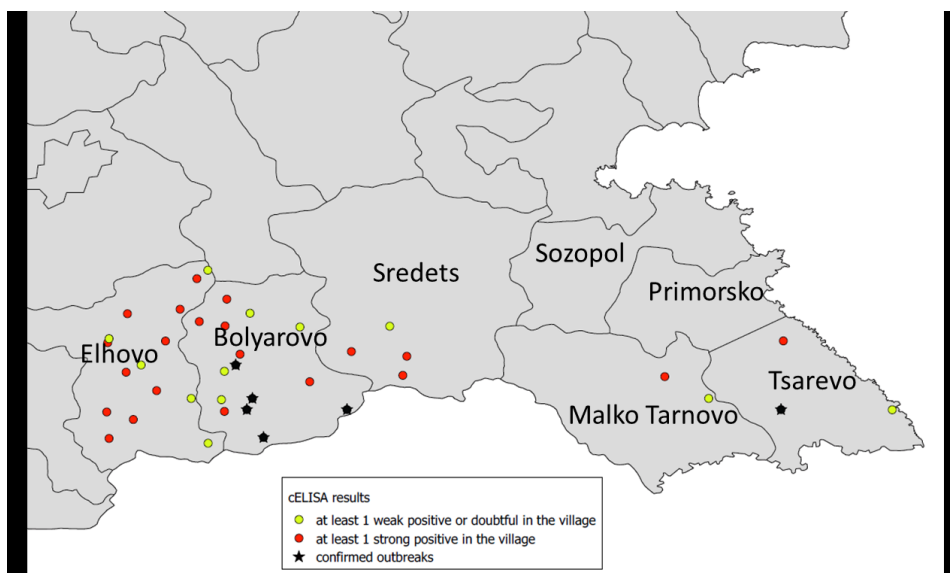 Sozopol
Sredets
Primorsko
Bolyarovo
Elhovo
Tsarevo
Malko Tarnovo
cELISA results
at least 1 weak positive or doubtful in the village
at least 1 strong positive in the village
confirmed outbreaks